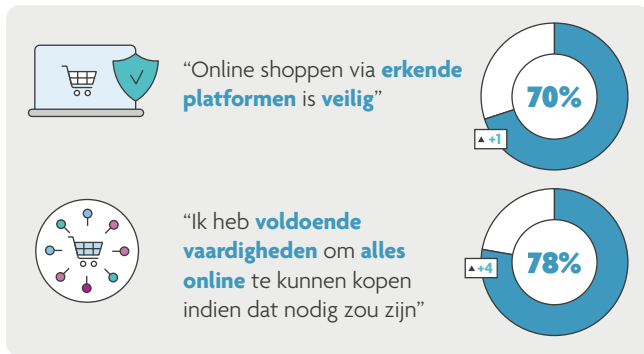 “Online shoppen via erkende
platformen is veilig”
70%
▲ +1
“Ik heb voldoende
vaardigheden om alles
online te kunnen kopen
indien dat nodig zou zijn”
78%
▲ +4